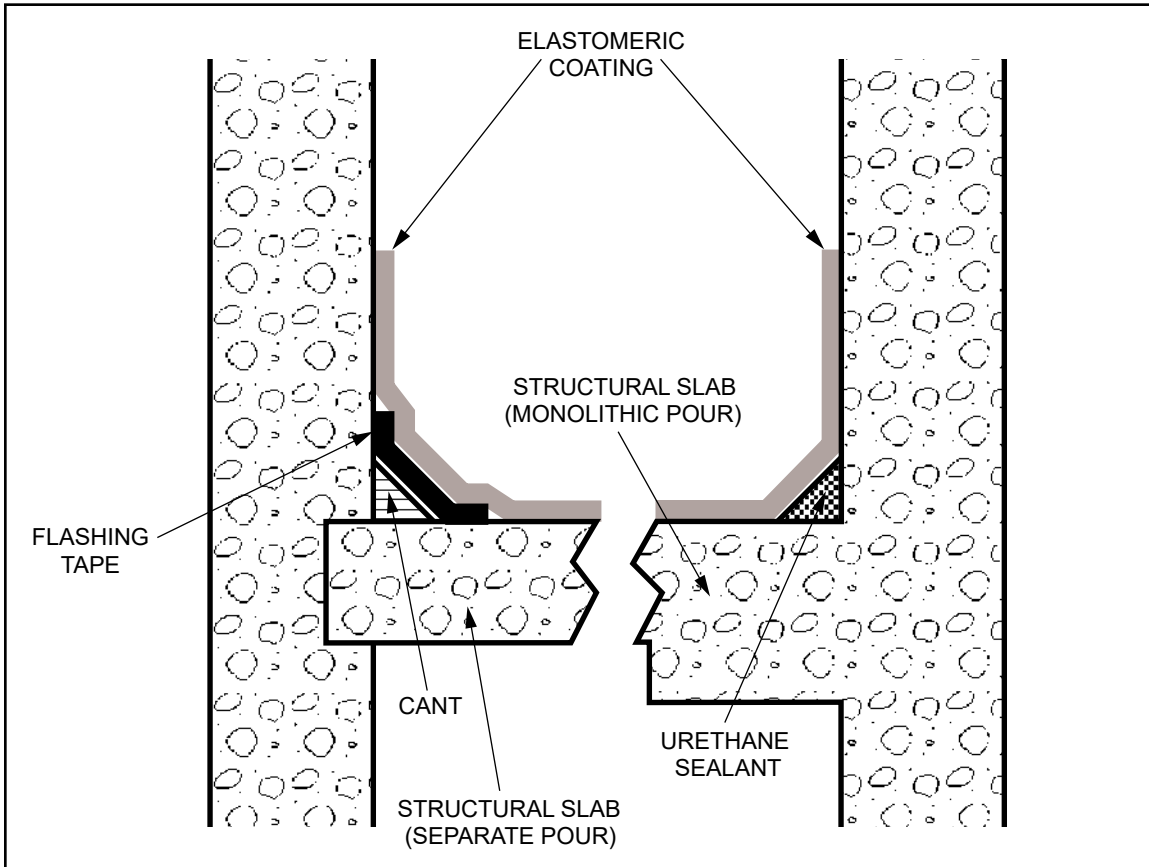 ELASTOMERIC
COATING
STRUCTURAL SLAB
(MONOLITHIC POUR)
FLASHING
TAPE
CANT
URETHANE
SEALANT
STRUCTURAL SLAB
(SEPARATE POUR)